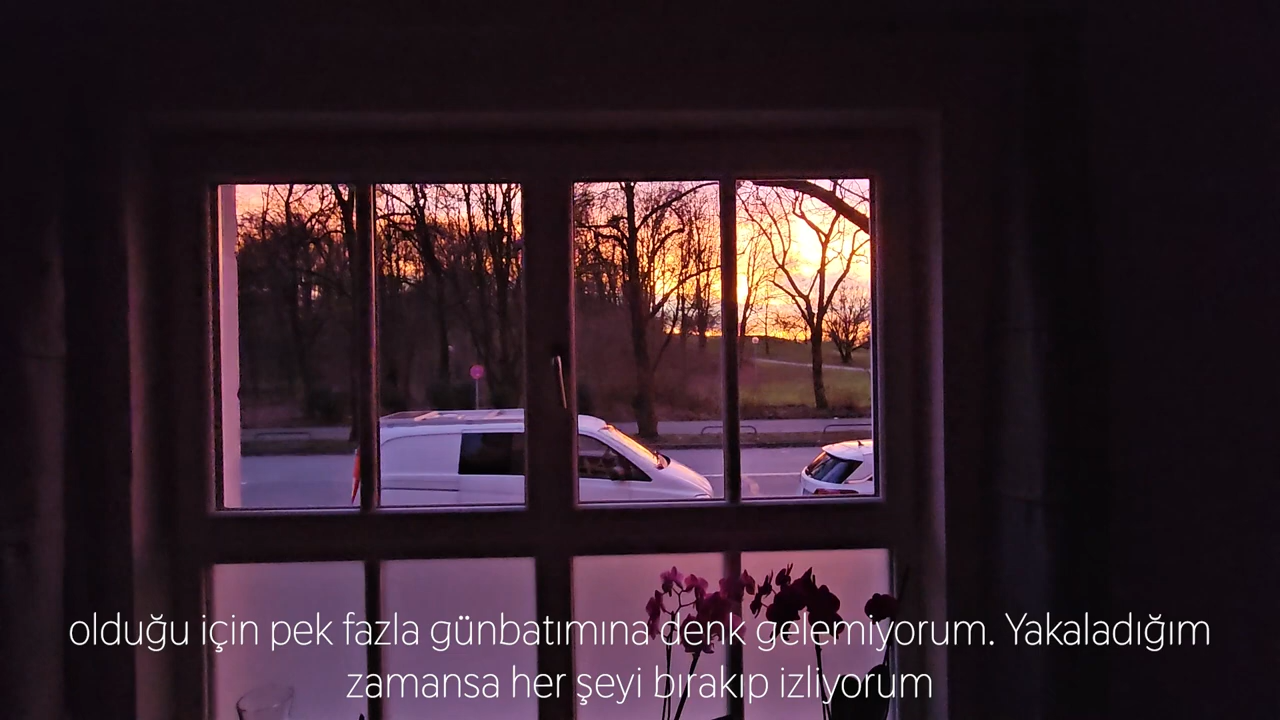 olduğu için pek fazla günbatımına denk gelemiyorum. Yakaladığım
zamansa her şeyi bırakıp izliyorum